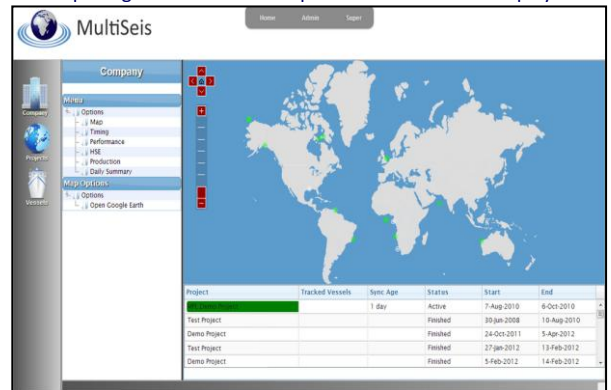 MultiSeis
Home Admin Super
Company
Projects
Vessels
Company
Menu
Options
Map
Timing
Performance
HSE
Production
Daily Summary
Map Options
Options
Open Google Earth
Project Tracked Vessels Sync Age Status Start End
Demo Project 1 day Active 7-Aug-2010 6-Oct-2010
Test Project Finished 30-Jun-2008 10-Aug-2010
Demo Project Finished 24-Oct-2011 5-Apr-2012
Text Project Finished 27-Jan-2012 13-Feb-2012
Demo Project Finished 5-Feb-2012 14-Feb-2012